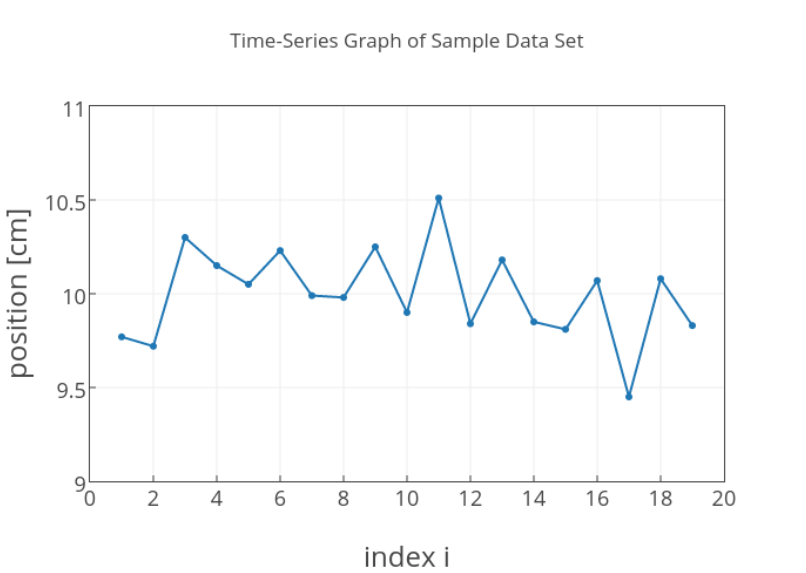 Time-Series Graph of Sample Data Set
position [cm]
11
10.5
10
9.5
9
0 2 4 6 8 10 12 14 16 18 20
index i